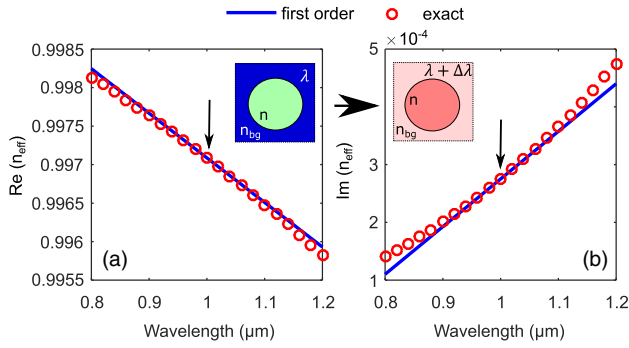 first order exact
0.9985
0.998
0.9975
0.997
0.9965
0.996
0.9955
Re (n_eff)
λ
n
n_bg
(a)
0.8 0.9 1 1.1 1.2
Wavelength (μm)
× 10⁻⁴
5
4
3
2
1
Im (n_eff)
λ + Δλ
n
n_bg
(b)
0.8 0.9 1 1.1 1.2
Wavelength (μm)